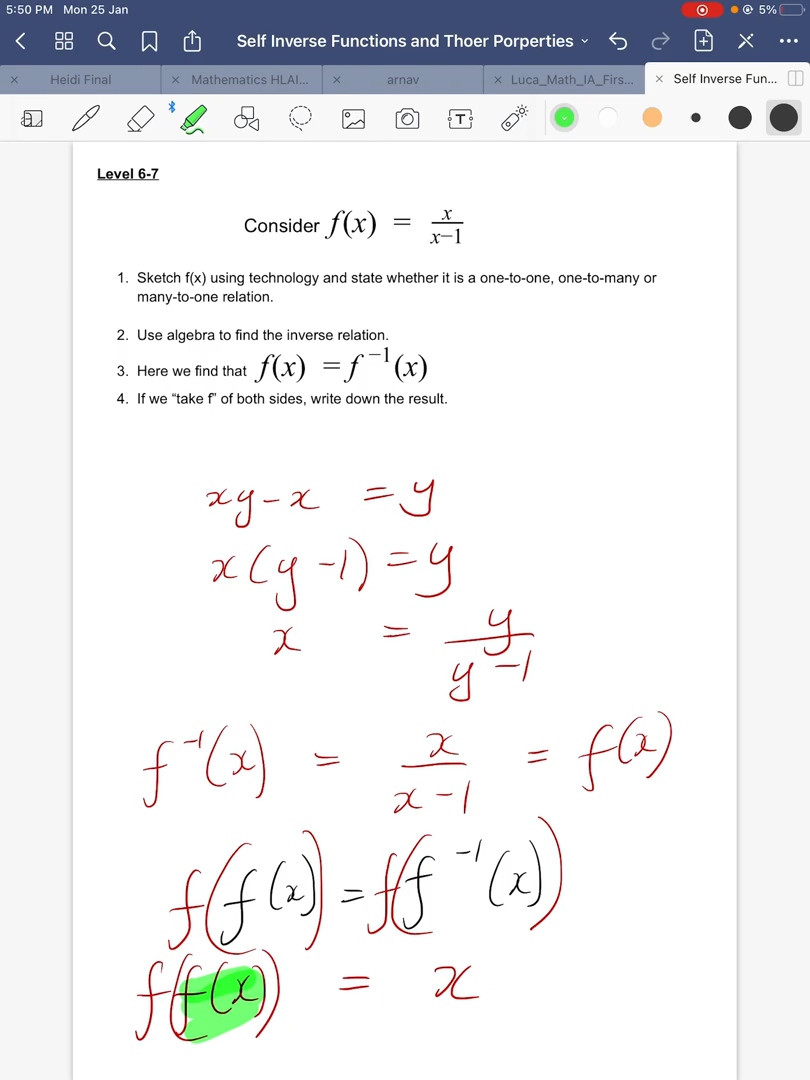 5:50 PM Mon 25 Jan 5%
Self Inverse Functions and Thoer Porperties
Heidi Final Mathematics HLAI... arnav Luca_Math_IA_Firs... Self Inverse Fun...
T
Level 6-7
Consider f(x) = x/(x−1)
1. Sketch f(x) using technology and state whether it is a one-to-one, one-to-many or
many-to-one relation.
2. Use algebra to find the inverse relation.
3. Here we find that f(x) = f⁻¹(x)
4. If we “take f” of both sides, write down the result.
xy - x = y
x(y - 1) = y
x = y/(y - 1)
f⁻¹(x) = x/(x - 1) = f(x)
f(f(x)) = f(f⁻¹(x))
f(f(x)) = x